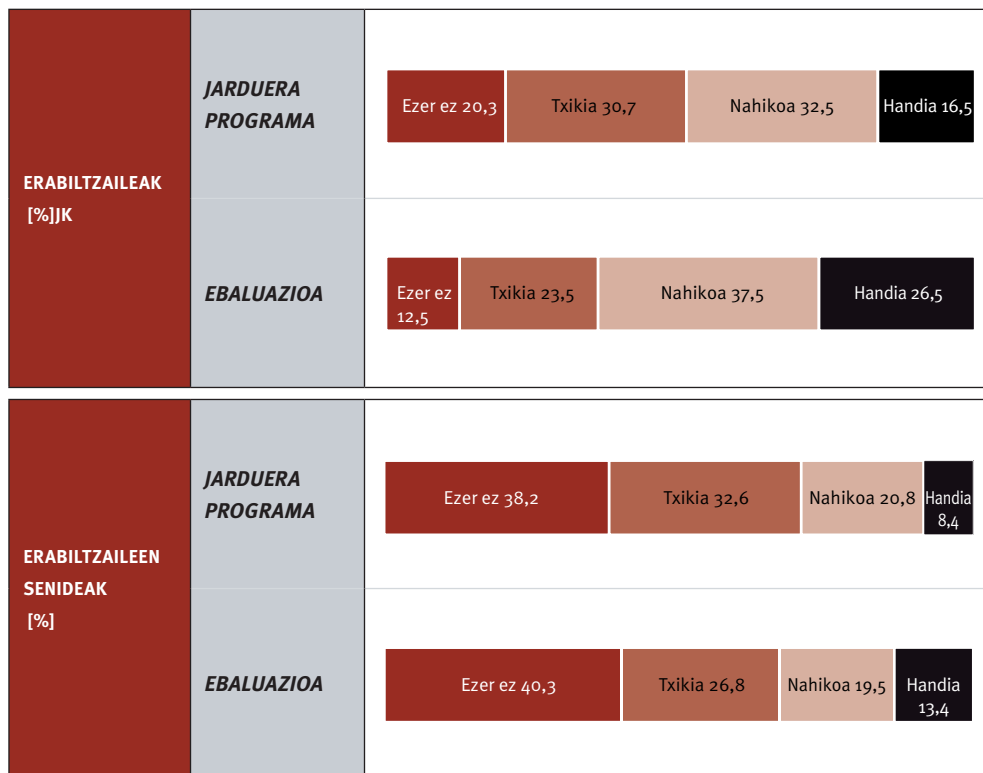 ERABILTZAILEAK
[%]JK
JARDUERA
PROGRAMA
Ezer ez 20,3
Txikia 30,7
Nahikoa 32,5
Handia 16,5
EBALUAZIOA
Ezer ez
12,5
Txikia 23,5
Nahikoa 37,5
Handia 26,5
ERABILTZAILEEN
SENIDEAK
[%]
JARDUERA
PROGRAMA
Ezer ez 38,2
Txikia 32,6
Nahikoa 20,8
Handia
8,4
EBALUAZIOA
Ezer ez 40,3
Txikia 26,8
Nahikoa 19,5
Handia
13,4